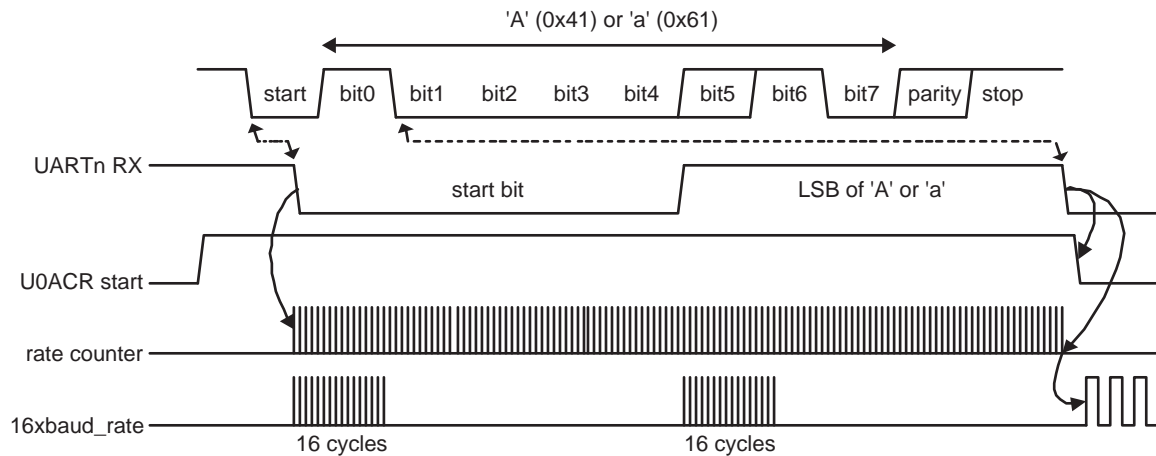 'A' (0x41) or 'a' (0x61)
start bit0 bit1 bit2 bit3 bit4 bit5 bit6 bit7 parity stop
UARTn RX
start bit LSB of 'A' or 'a'
U0ACR start
rate counter
16xbaud_rate
16 cycles 16 cycles